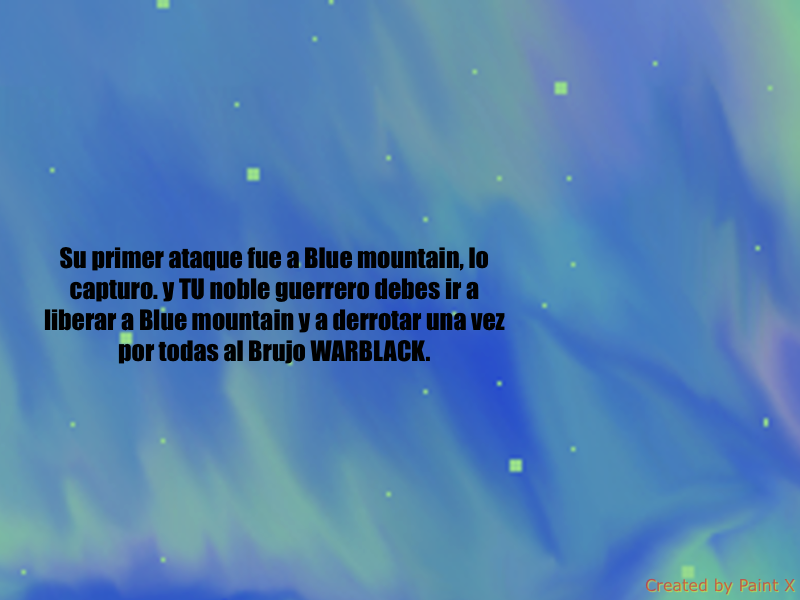 Su primer ataque fue a Blue mountain, lo
capturo. y TU noble guerrero debes ir a
liberar a Blue mountain y a derrotar una vez
por todas al Brujo WARBLACK.
Created by Paint X